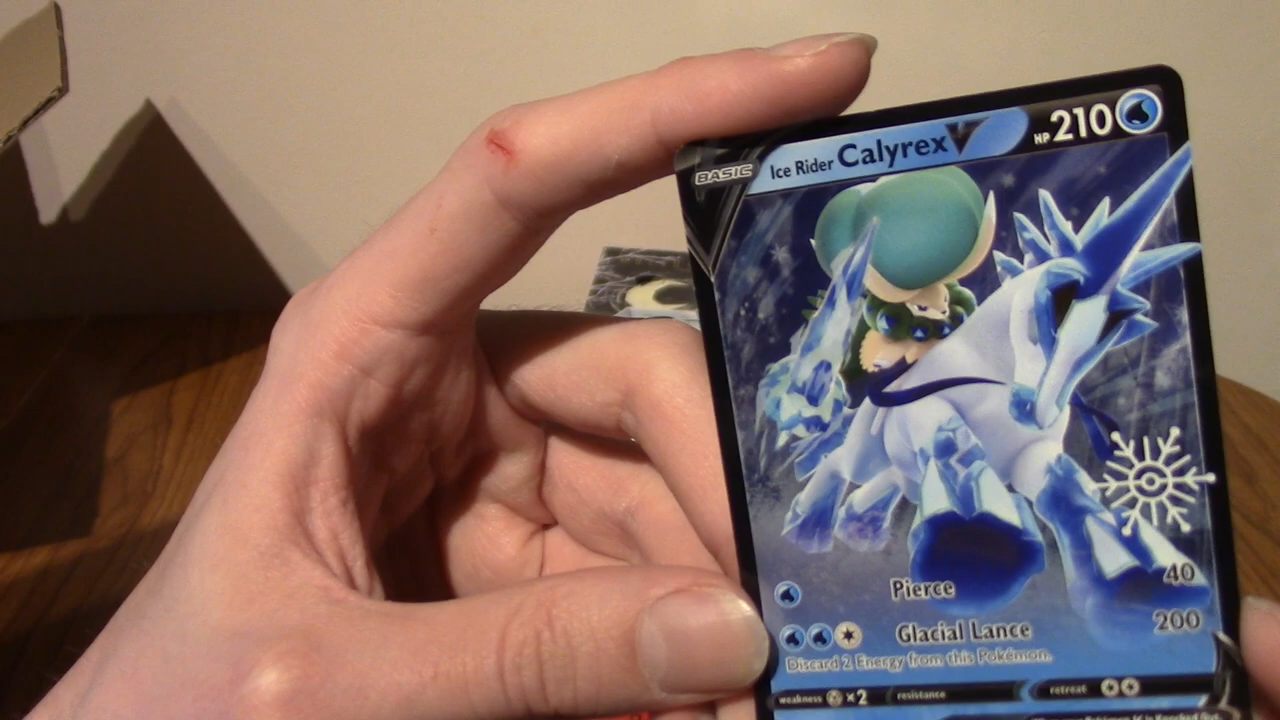 BASIC Ice Rider Calyrex V HP 210
Pierce 40
Glacial Lance 200
Discard 2 Energy from this Pokémon.
weakness ×2 resistance retreat